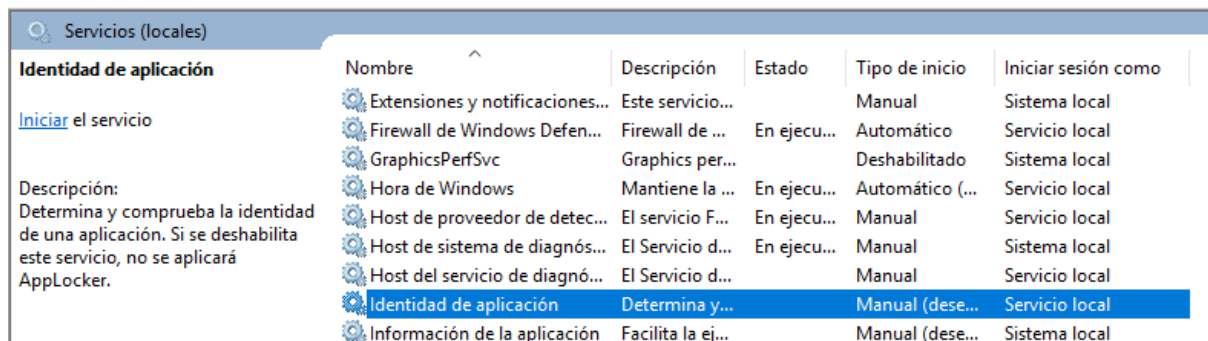 Servicios (locales)
Identidad de aplicación
Iniciar el servicio
Descripción:
Determina y comprueba la identidad
de una aplicación. Si se deshabilita
este servicio, no se aplicará
AppLocker.
Nombre Descripción Estado Tipo de inicio Iniciar sesión como
Extensiones y notificaciones... Este servicio... Manual Sistema local
Firewall de Windows Defen... Firewall de ... En ejecu... Automático Servicio local
GraphicsPerfSvc Graphics per... Deshabilitado Sistema local
Hora de Windows Mantiene la ... En ejecu... Automático (... Servicio local
Host de proveedor de detec... El servicio F... En ejecu... Manual Servicio local
Host de sistema de diagnós... El Servicio d... En ejecu... Manual Sistema local
Host del servicio de diagnó... El Servicio d... Manual Servicio local
Identidad de aplicación Determina y... Manual (dese... Servicio local
Información de la aplicación Facilita la ej... Manual (dese... Sistema local